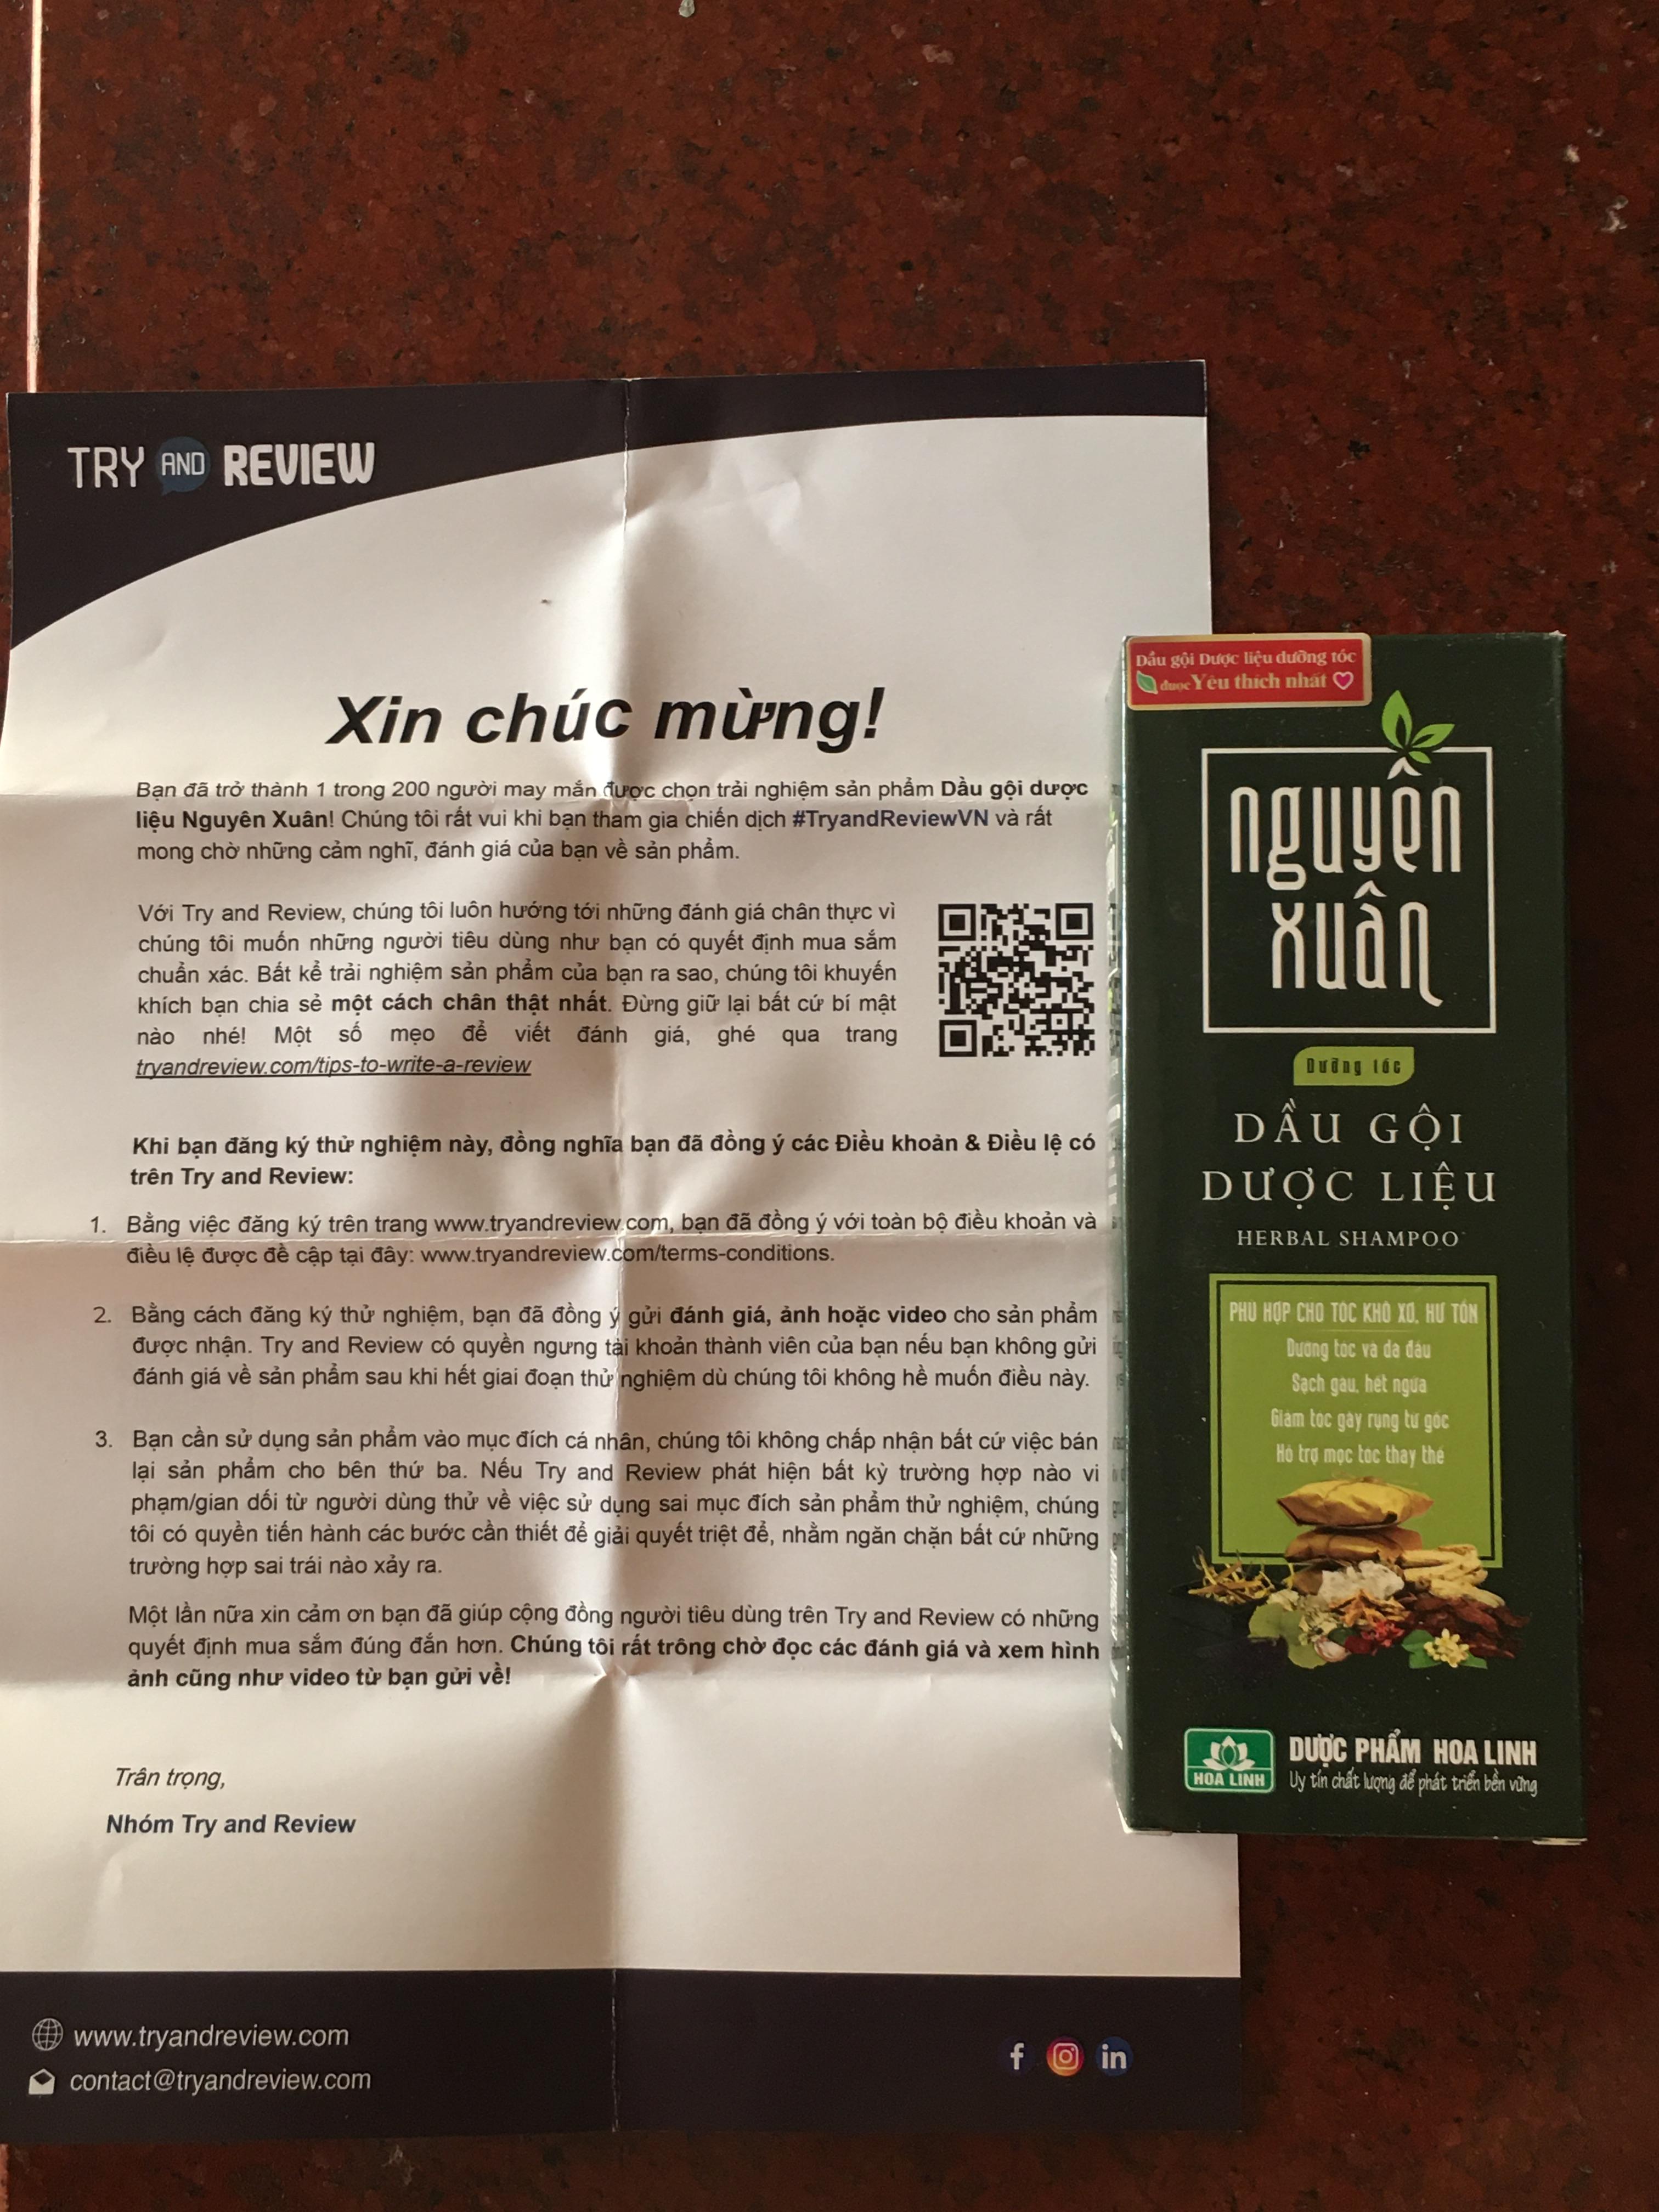 TRY AND REVIEW
Xin chúc mừng!
Bạn đã trở thành 1 trong 200 người may mắn được chọn trải nghiệm sản phẩm Dầu gội dược
liệu Nguyên Xuân! Chúng tôi rất vui khi bạn tham gia chiến dịch #TryandReviewVN và rất
mong chờ những cảm nghĩ, đánh giá của bạn về sản phẩm.
Với Try and Review, chúng tôi luôn hướng tới những đánh giá chân thực vì
chúng tôi muốn những người tiêu dùng như bạn có quyết định mua sắm
chuẩn xác. Bất kể trải nghiệm sản phẩm của bạn ra sao, chúng tôi khuyến
khích bạn chia sẻ một cách chân thật nhất. Đừng giữ lại bất cứ bí mật
nào nhé! Một số mẹo để viết đánh giá, ghé qua trang
tryandreview.com/tips-to-write-a-review
Khi bạn đăng ký thử nghiệm này, đồng nghĩa bạn đã đồng ý các Điều khoản & Điều lệ có
trên Try and Review:
1. Bằng việc đăng ký trên trang www.tryandreview.com, bạn đã đồng ý với toàn bộ điều khoản và
điều lệ được đề cập tại đây: www.tryandreview.com/terms-conditions.
2. Bằng cách đăng ký thử nghiệm, bạn đã đồng ý gửi đánh giá, ảnh hoặc video cho sản phẩm
được nhận. Try and Review có quyền ngưng tài khoản thành viên của bạn nếu bạn không gửi
đánh giá về sản phẩm sau khi hết giai đoạn thử nghiệm dù chúng tôi không hề muốn điều này.
3. Bạn cần sử dụng sản phẩm vào mục đích cá nhân, chúng tôi không chấp nhận bất cứ việc bán
lại sản phẩm cho bên thứ ba. Nếu Try and Review phát hiện bất kỳ trường hợp nào vi
phạm/gian dối từ người dùng thử về việc sử dụng sai mục đích sản phẩm thử nghiệm, chúng
tôi có quyền tiến hành các bước cần thiết để giải quyết triệt để, nhằm ngăn chặn bất cứ những
trường hợp sai trái nào xảy ra.
Một lần nữa xin cảm ơn bạn đã giúp cộng đồng người tiêu dùng trên Try and Review có những
quyết định mua sắm đúng đắn hơn. Chúng tôi rất trông chờ đọc các đánh giá và xem hình
ảnh cũng như video từ bạn gửi về!
Trân trọng,
Nhóm Try and Review
www.tryandreview.com
contact@tryandreview.com
Dầu gội Dược liệu dưỡng tóc
được Yêu thích nhất
nguyên
xuân
Dưỡng tóc
DẦU GỘI
DƯỢC LIỆU
HERBAL SHAMPOO
PHÙ HỢP CHO TÓC KHÔ XƠ, HƯ TỔN
Dưỡng tóc và da đầu
Sạch gàu, hết ngứa
Giảm tóc gãy rụng từ gốc
Hỗ trợ mọc tóc thay thế
HOA LINH
DƯỢC PHẨM HOA LINH
Uy tín chất lượng để phát triển bền vững